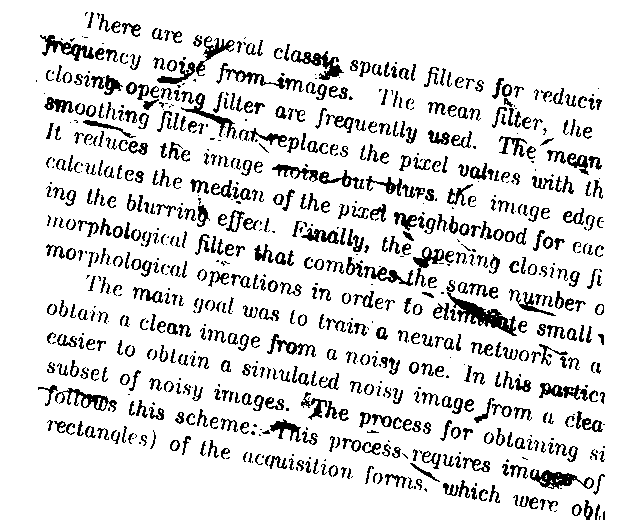 There are several classic spatial filters for reducin
frequency noise from images. The mean filter, the
closing opening filter are frequently used. The mean
smoothing filter that replaces the pixel values with th
It reduces the image noise but blurs the image edge
calculates the median of the pixel neighborhood for eac
ing the blurring effect. Finally, the opening closing fi
morphological filter that combines the same number o
morphological operations in order to eliminate small
The main goal was to train a neural network in a
obtain a clean image from a noisy one. In this particu
easier to obtain a simulated noisy image from a clea
subset of noisy images. The process for obtaining si
follows this scheme: This process requires images of
rectangles) of the acquisition forms, which were obt